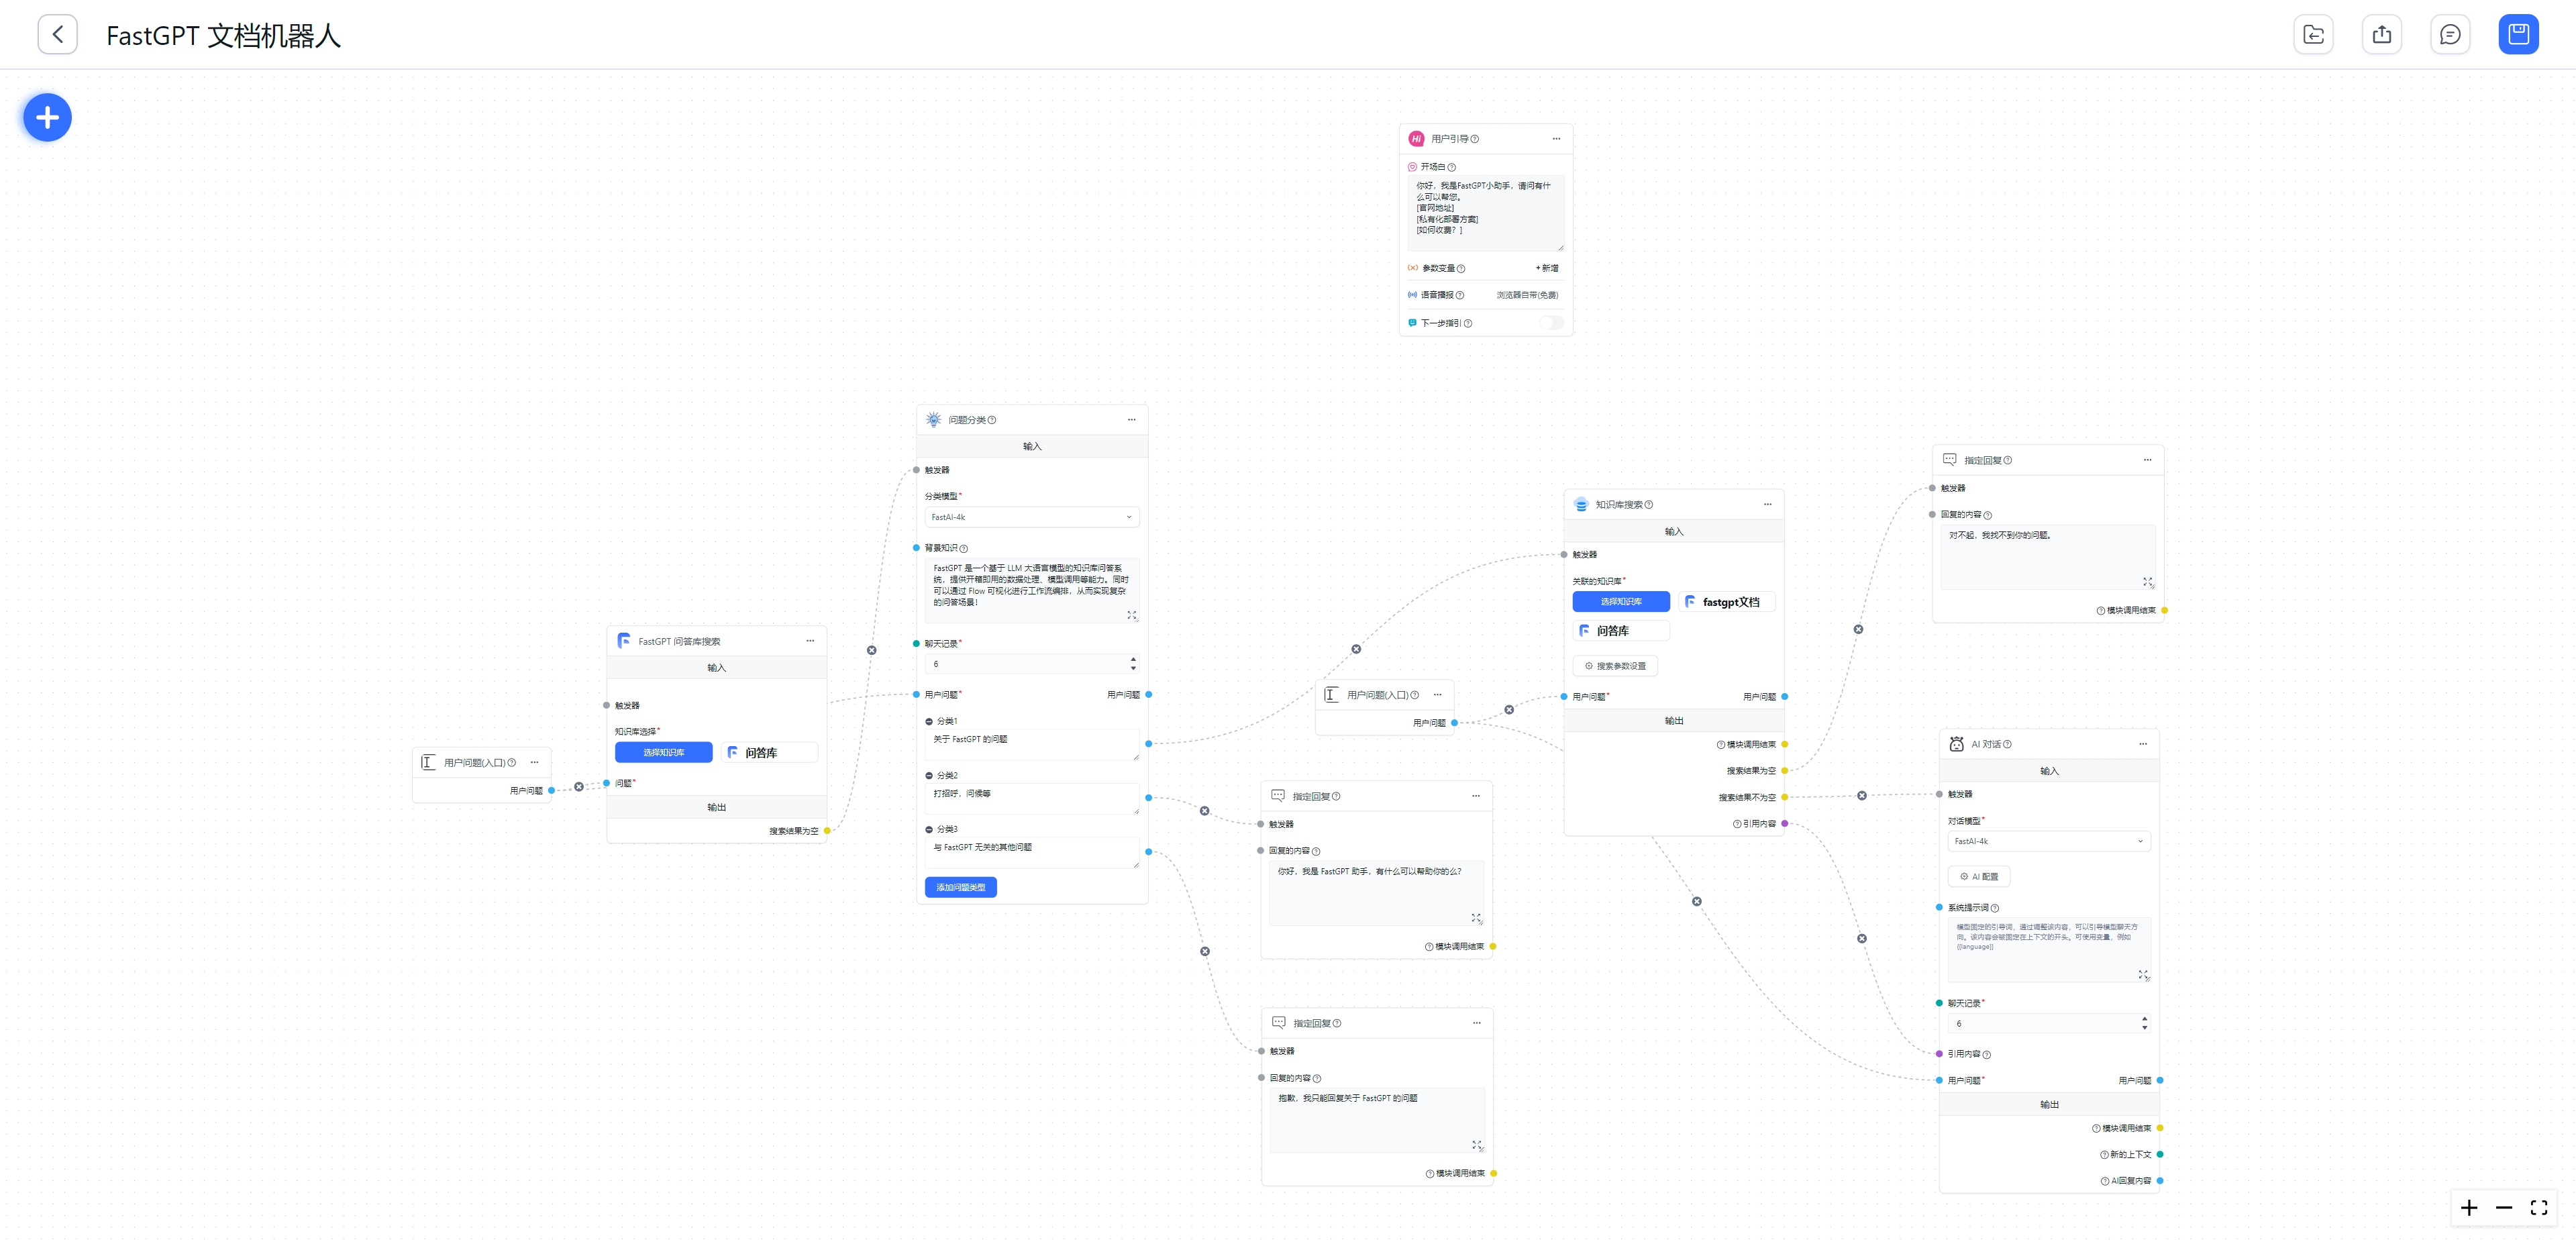 FastGPT 文档机器人
Hi 用户引导
开场白
你好，我是FastGPT小助手，请问有什
么可以帮您。
[官网地址]
[私有化部署方案]
[如何收费？]
参数变量
+ 新增
语音播报
浏览器自带(免费)
下一步指引
用户问题(入口)
用户问题
FastGPT 问答库搜索
输入
触发器
知识库选择*
选择知识库
问答库
问题*
输出
搜索结果为空
问题分类
输入
触发器
分类模型*
FastAI-4k
背景知识
FastGPT 是一个基于 LLM 大语言模型的知识库问答系
统，提供开箱即用的数据处理、模型调用等能力。同时
可以通过 Flow 可视化进行工作流编排，从而实现复杂
的问答场景！
聊天记录*
6
用户问题*
用户问题
分类1
关于 FastGPT 的问题
分类2
打招呼，问候等
分类3
与 FastGPT 无关的其他问题
添加问题类型
用户问题(入口)
用户问题
指定回复
触发器
回复的内容
你好，我是 FastGPT 助手，有什么可以帮助你的么？
模块调用结束
指定回复
触发器
回复的内容
抱歉，我只能回复关于 FastGPT 的问题
模块调用结束
知识库搜索
输入
触发器
关联的知识库*
选择知识库
fastgpt文档
问答库
搜索参数设置
用户问题*
用户问题
输出
模块调用结束
搜索结果为空
搜索结果不为空
引用内容
指定回复
触发器
回复的内容
对不起，我找不到你的问题。
模块调用结束
AI 对话
输入
触发器
对话模型*
FastAI-4k
AI 配置
系统提示词
模型固定的引导词，通过调整该内容，可以引导模型聊天方
向。该内容会被固定在上下文的开头。可使用变量，例如
{{language}}
聊天记录*
6
引用内容
用户问题*
用户问题
输出
模块调用结束
新的上下文
AI回复内容